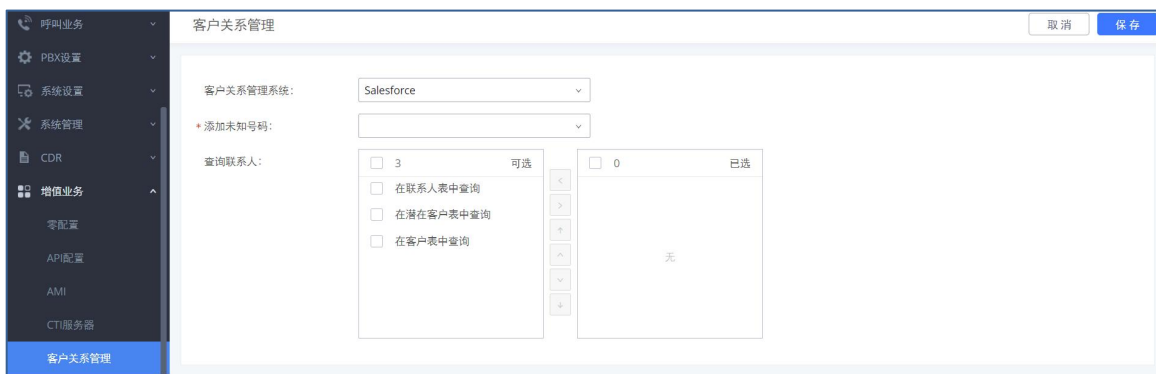 呼叫业务
PBX设置
系统设置
系统管理
CDR
增值业务
零配置
API配置
AMI
CTI服务器
客户关系管理
客户关系管理
取消
保存
客户关系管理系统:
Salesforce
*添加未知号码:
查询联系人:
3 可选
在联系人表中查询
在潜在客户表中查询
在客户表中查询
0 已选
无